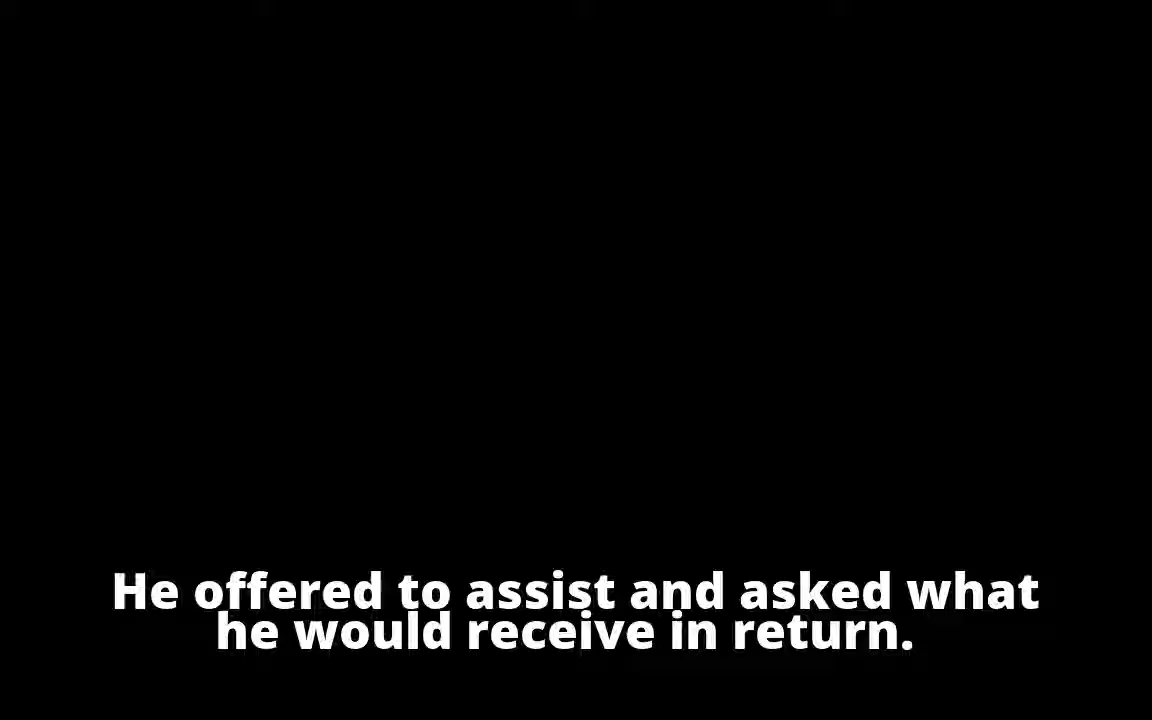 He offered to assist and asked what
he would receive in return.